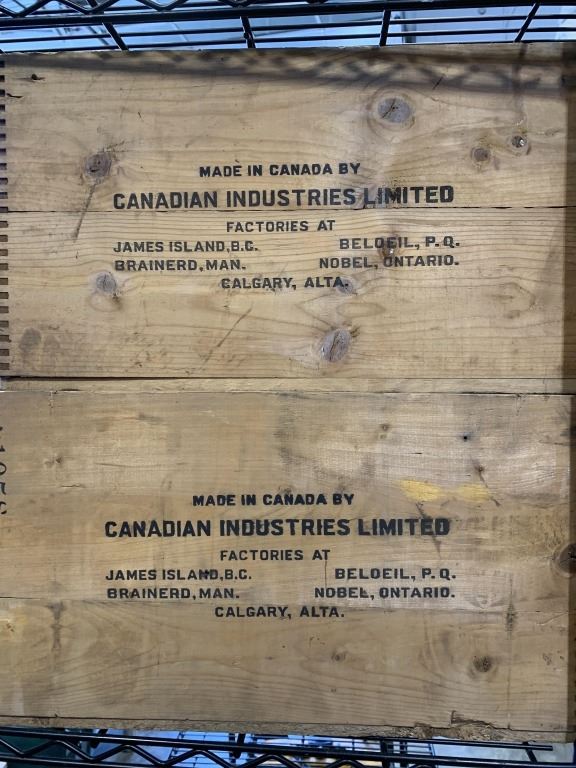 MADE IN CANADA BY
CANADIAN INDUSTRIES LIMITED
FACTORIES AT
JAMES ISLAND, B.C. BELOEIL, P.Q.
BRAINERD, MAN. NOBEL, ONTARIO.
CALGARY, ALTA.
MADE IN CANADA BY
CANADIAN INDUSTRIES LIMITED
FACTORIES AT
JAMES ISLAND, B.C. BELOEIL, P.Q.
BRAINERD, MAN. NOBEL, ONTARIO.
CALGARY, ALTA.